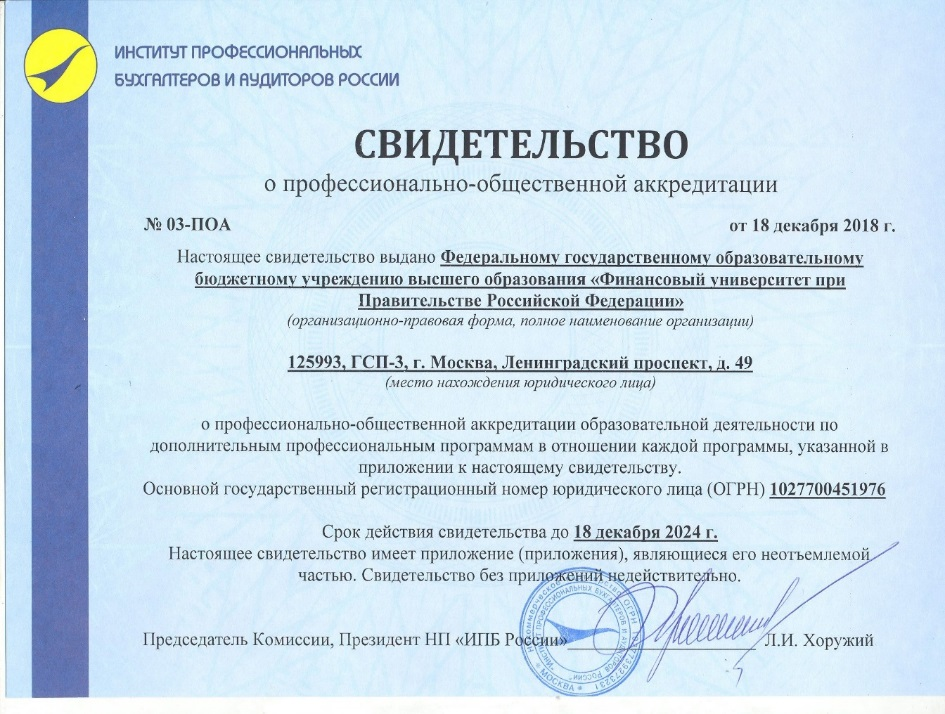 ИНСТИТУТ ПРОФЕССИОНАЛЬНЫХ
БУХГАЛТЕРОВ И АУДИТОРОВ РОССИИ
СВИДЕТЕЛЬСТВО
о профессионально-общественной аккредитации
№ 03-ПОА от 18 декабря 2018 г.
Настоящее свидетельство выдано Федеральному государственному образовательному
бюджетному учреждению высшего образования «Финансовый университет при
Правительстве Российской Федерации»
(организационно-правовая форма, полное наименование организации)
125993, ГСП-3, г. Москва, Ленинградский проспект, д. 49
(место нахождения юридического лица)
о профессионально-общественной аккредитации образовательной деятельности по
дополнительным профессиональным программам в отношении каждой программы, указанной в
приложении к настоящему свидетельству.
Основной государственный регистрационный номер юридического лица (ОГРН) 1027700451976
Срок действия свидетельства до 18 декабря 2024 г.
Настоящее свидетельство имеет приложение (приложения), являющиеся его неотъемлемой
частью. Свидетельство без приложений недействительно.
Председатель Комиссии, Президент НП «ИПБ России» Л.И. Хоружий
МОСКВА